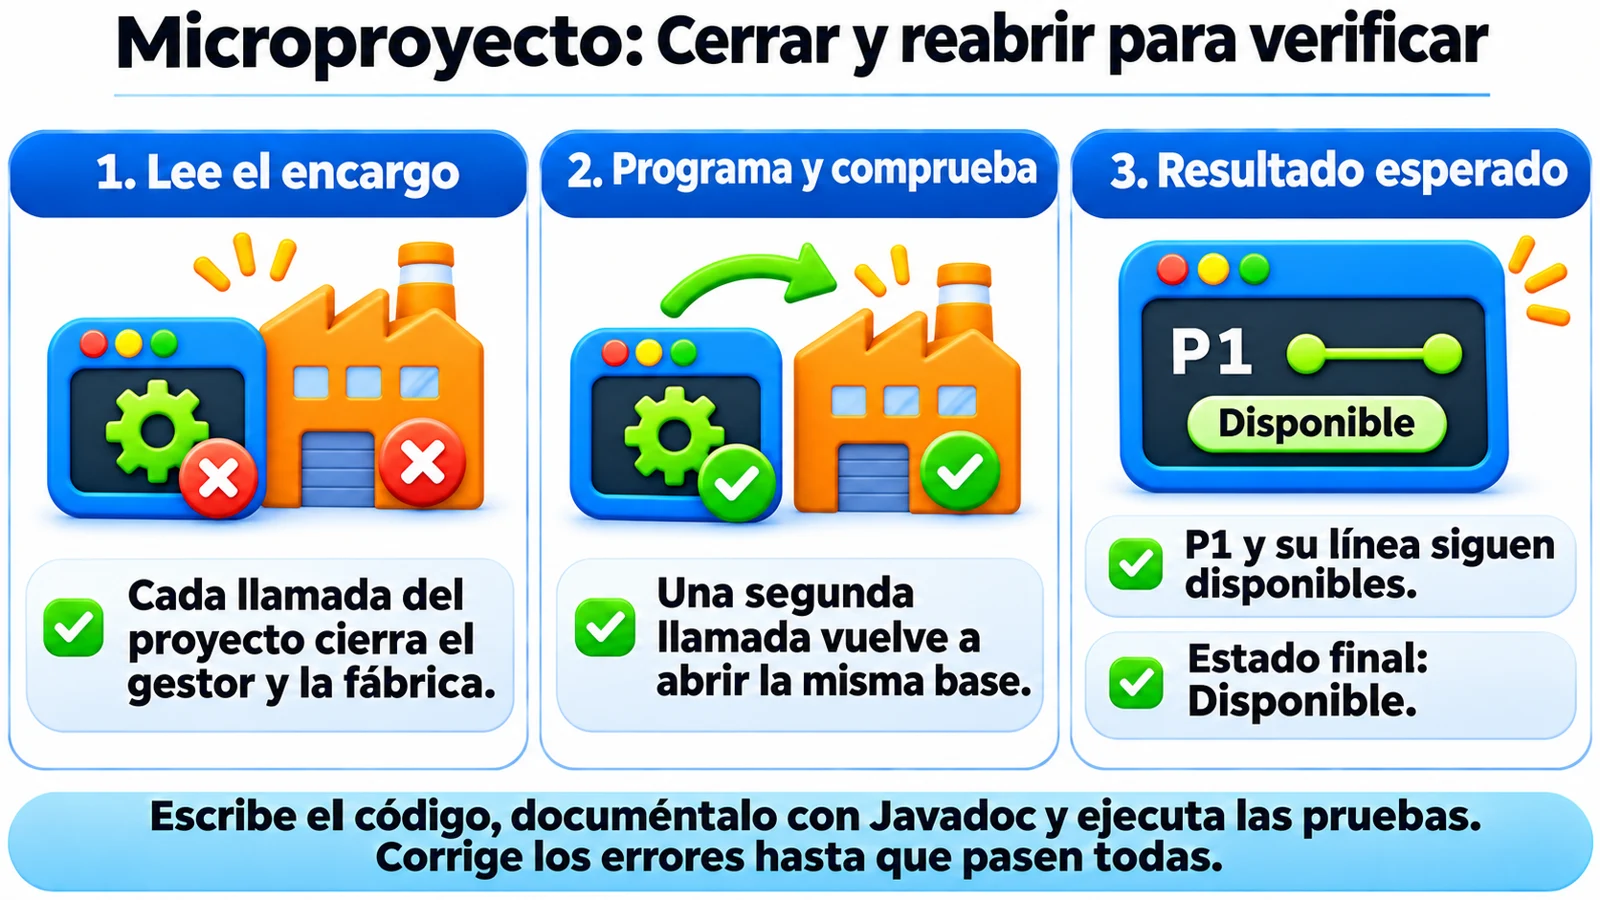 Microproyecto: Cerrar y reabrir para verificar
1. Lee el encargo
Cada llamada del
proyecto cierra el
gestor y la fábrica.
2. Programa y comprueba
Una segunda
llamada vuelve a
abrir la misma base.
3. Resultado esperado
P1
Disponible
P1 y su línea siguen
disponibles.
Estado final:
Disponible.
Escribe el código, documéntalo con Javadoc y ejecuta las pruebas.
Corrige los errores hasta que pasen todas.